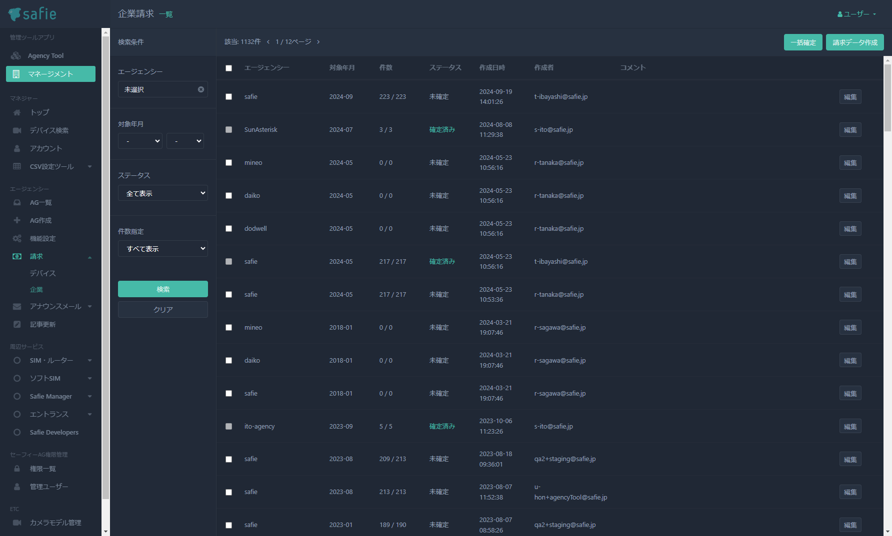 safie
管理ツールアプリ
Agency Tool
マネージメント
マネジャー
トップ
デバイス検索
アカウント
CSV設定ツール
エージェンシー
AG一覧
AG作成
機能設定
請求
デバイス
企業
アナウンスメール
記事更新
周辺サービス
SIM・ルーター
ソフトSIM
Safie Manager
エントランス
Safie Developers
セーフィーAG権限管理
権限一覧
管理ユーザー
ETC
カメラモデル管理
企業請求 一覧
ユーザー
検索条件
エージェンシー
未選択
対象年月
- -
ステータス
全て表示
件数指定
すべて表示
検索
クリア
該当: 1132件 < 1 / 12ページ >
一括確定 請求データ作成
エージェンシー 対象年月 件数 ステータス 作成日時 作成者 コメント
safie 2024-09 223 / 223 未確定 2024-09-19 14:01:26 t-ibayashi@safie.jp 編集
SunAsterisk 2024-07 3 / 3 確定済み 2024-08-08 11:29:38 s-ito@safie.jp 編集
mineo 2024-05 0 / 0 未確定 2024-05-23 10:56:16 r-tanaka@safie.jp 編集
daiko 2024-05 0 / 0 未確定 2024-05-23 10:56:16 r-tanaka@safie.jp 編集
dodwell 2024-05 0 / 0 未確定 2024-05-23 10:56:16 r-tanaka@safie.jp 編集
safie 2024-05 217 / 217 確定済み 2024-05-23 10:56:16 t-ibayashi@safie.jp 編集
safie 2024-05 217 / 217 未確定 2024-05-23 10:53:36 r-tanaka@safie.jp 編集
mineo 2018-01 0 / 0 未確定 2024-03-21 19:07:46 r-sagawa@safie.jp 編集
daiko 2018-01 0 / 0 未確定 2024-03-21 19:07:46 r-sagawa@safie.jp 編集
safie 2018-01 0 / 0 未確定 2024-03-21 19:07:46 r-sagawa@safie.jp 編集
ito-agency 2023-09 5 / 5 確定済み 2023-10-06 11:23:26 s-ito@safie.jp 編集
safie 2023-08 209 / 213 未確定 2023-08-18 09:36:01 qa2+staging@safie.jp 編集
safie 2023-08 213 / 213 未確定 2023-08-07 11:52:38 u-hon+agencyTool@safie.jp 編集
safie 2023-01 189 / 190 未確定 2023-08-07 08:58:26 qa2+staging@safie.jp 編集